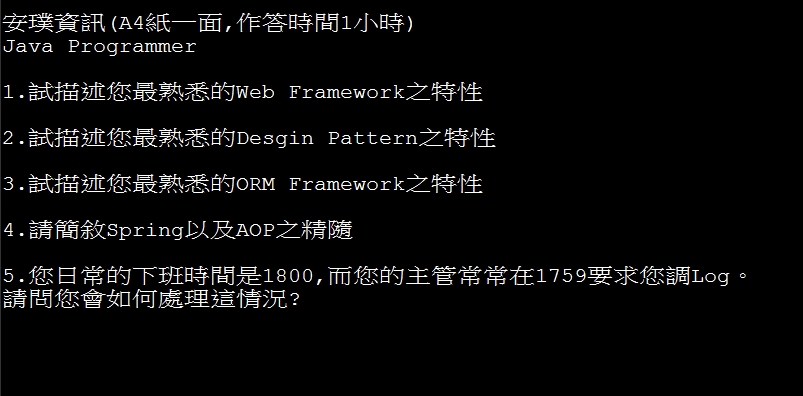 安璞資訊(A4紙一面,作答時間1小時)
Java Programmer
1.試描述您最熟悉的Web Framework之特性
2.試描述您最熟悉的Desgin Pattern之特性
3.試描述您最熟悉的ORM Framework之特性
4.請簡敘Spring以及AOP之精隨
5.您日常的下班時間是1800,而您的主管常常在1759要求您調Log。
請問您會如何處理這情況?